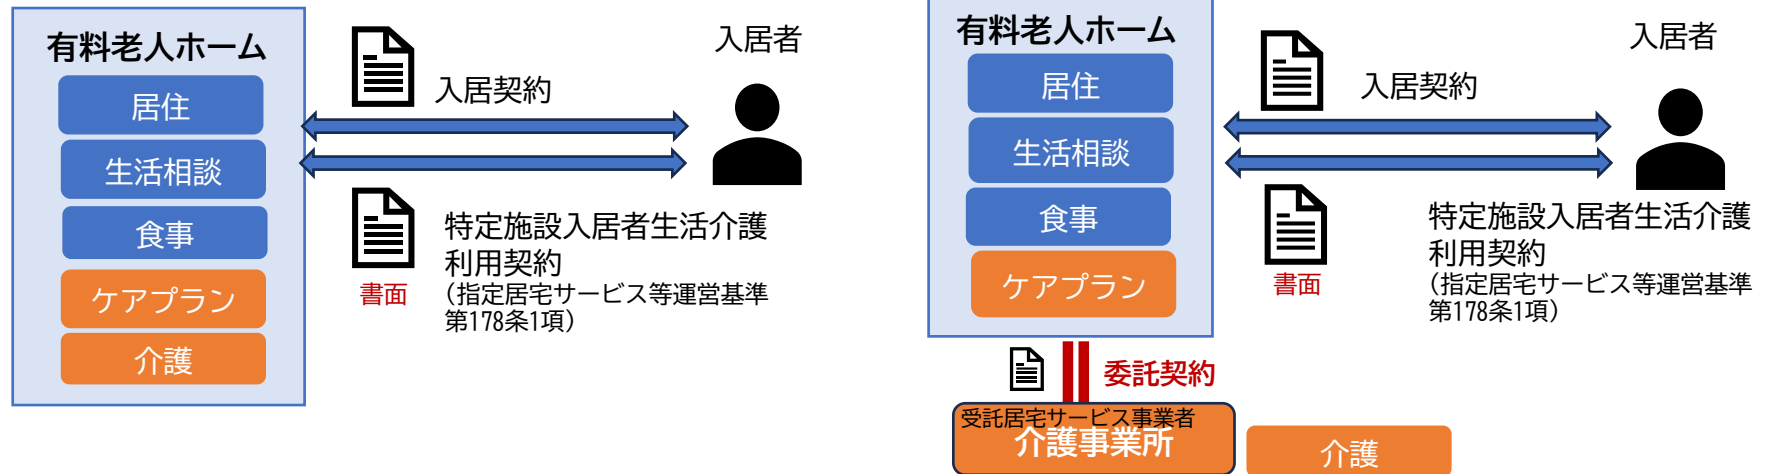 有料老人ホーム
居住
生活相談
食事
ケアプラン
介護
入居契約
入居者
書面
特定施設入居者生活介護
利用契約
(指定居宅サービス等運営基準
第178条1項)
有料老人ホーム
居住
生活相談
食事
ケアプラン
入居契約
入居者
書面
特定施設入居者生活介護
利用契約
(指定居宅サービス等運営基準
第178条1項)
委託契約
受託居宅サービス事業者
介護事業所
介護